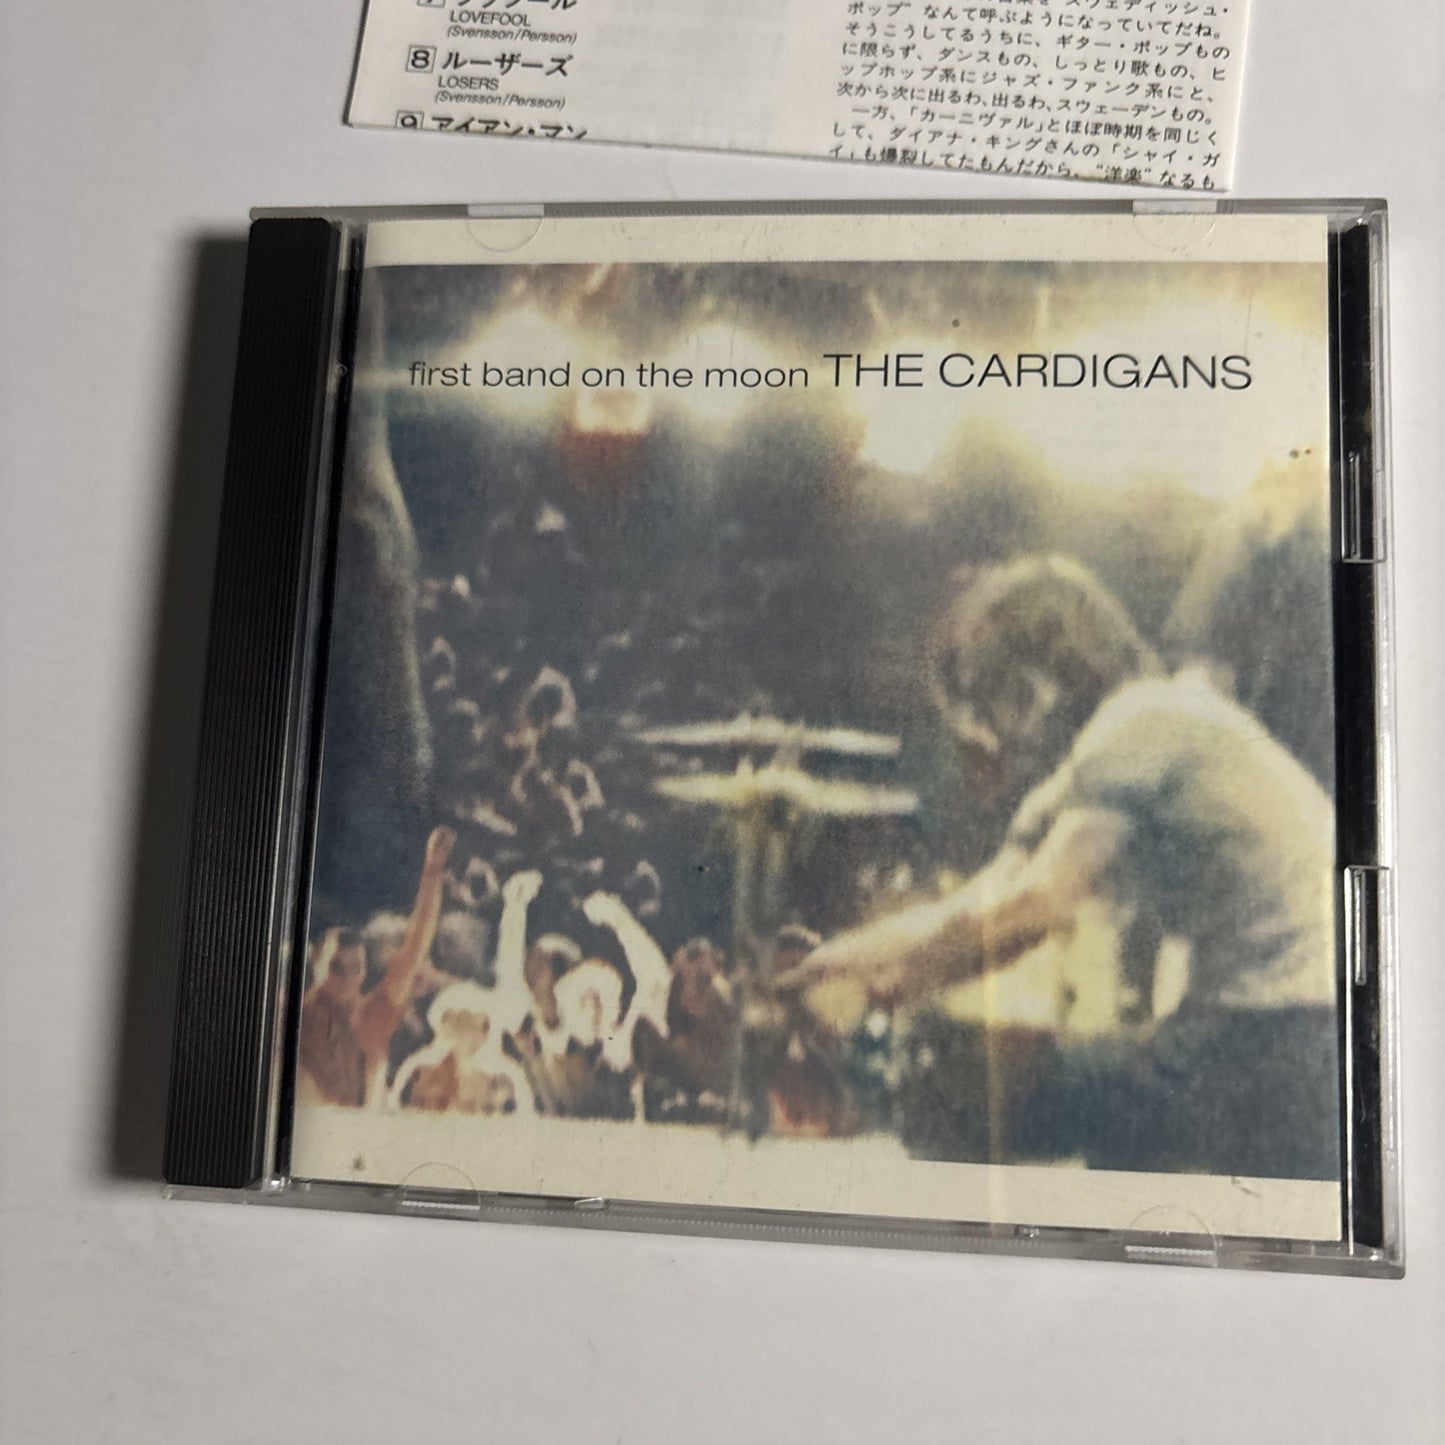 LOVEFOOL
(Svensson/Persson)
8 ルーザーズ
LOSERS
(Svensson/Persson)
9 アイアン・マン
ポップ" なんて呼ぶようになっていてだね。
そうこうしてるうちに、ギター・ポップもの
に限らず、ダンスもの、しっとり歌もの、ヒ
ップホップ系にジャズ・ファンク系にと、
次から次に出るわ、出るわ、スウェーデンもの。
一方、「カーニヴァル」とほぼ時期を同じく
して、ダイアナ・キングさんの「シャイ・ガ
イ」も爆裂してたもんだから、"洋楽" なるも
first band on the moon THE CARDIGANS